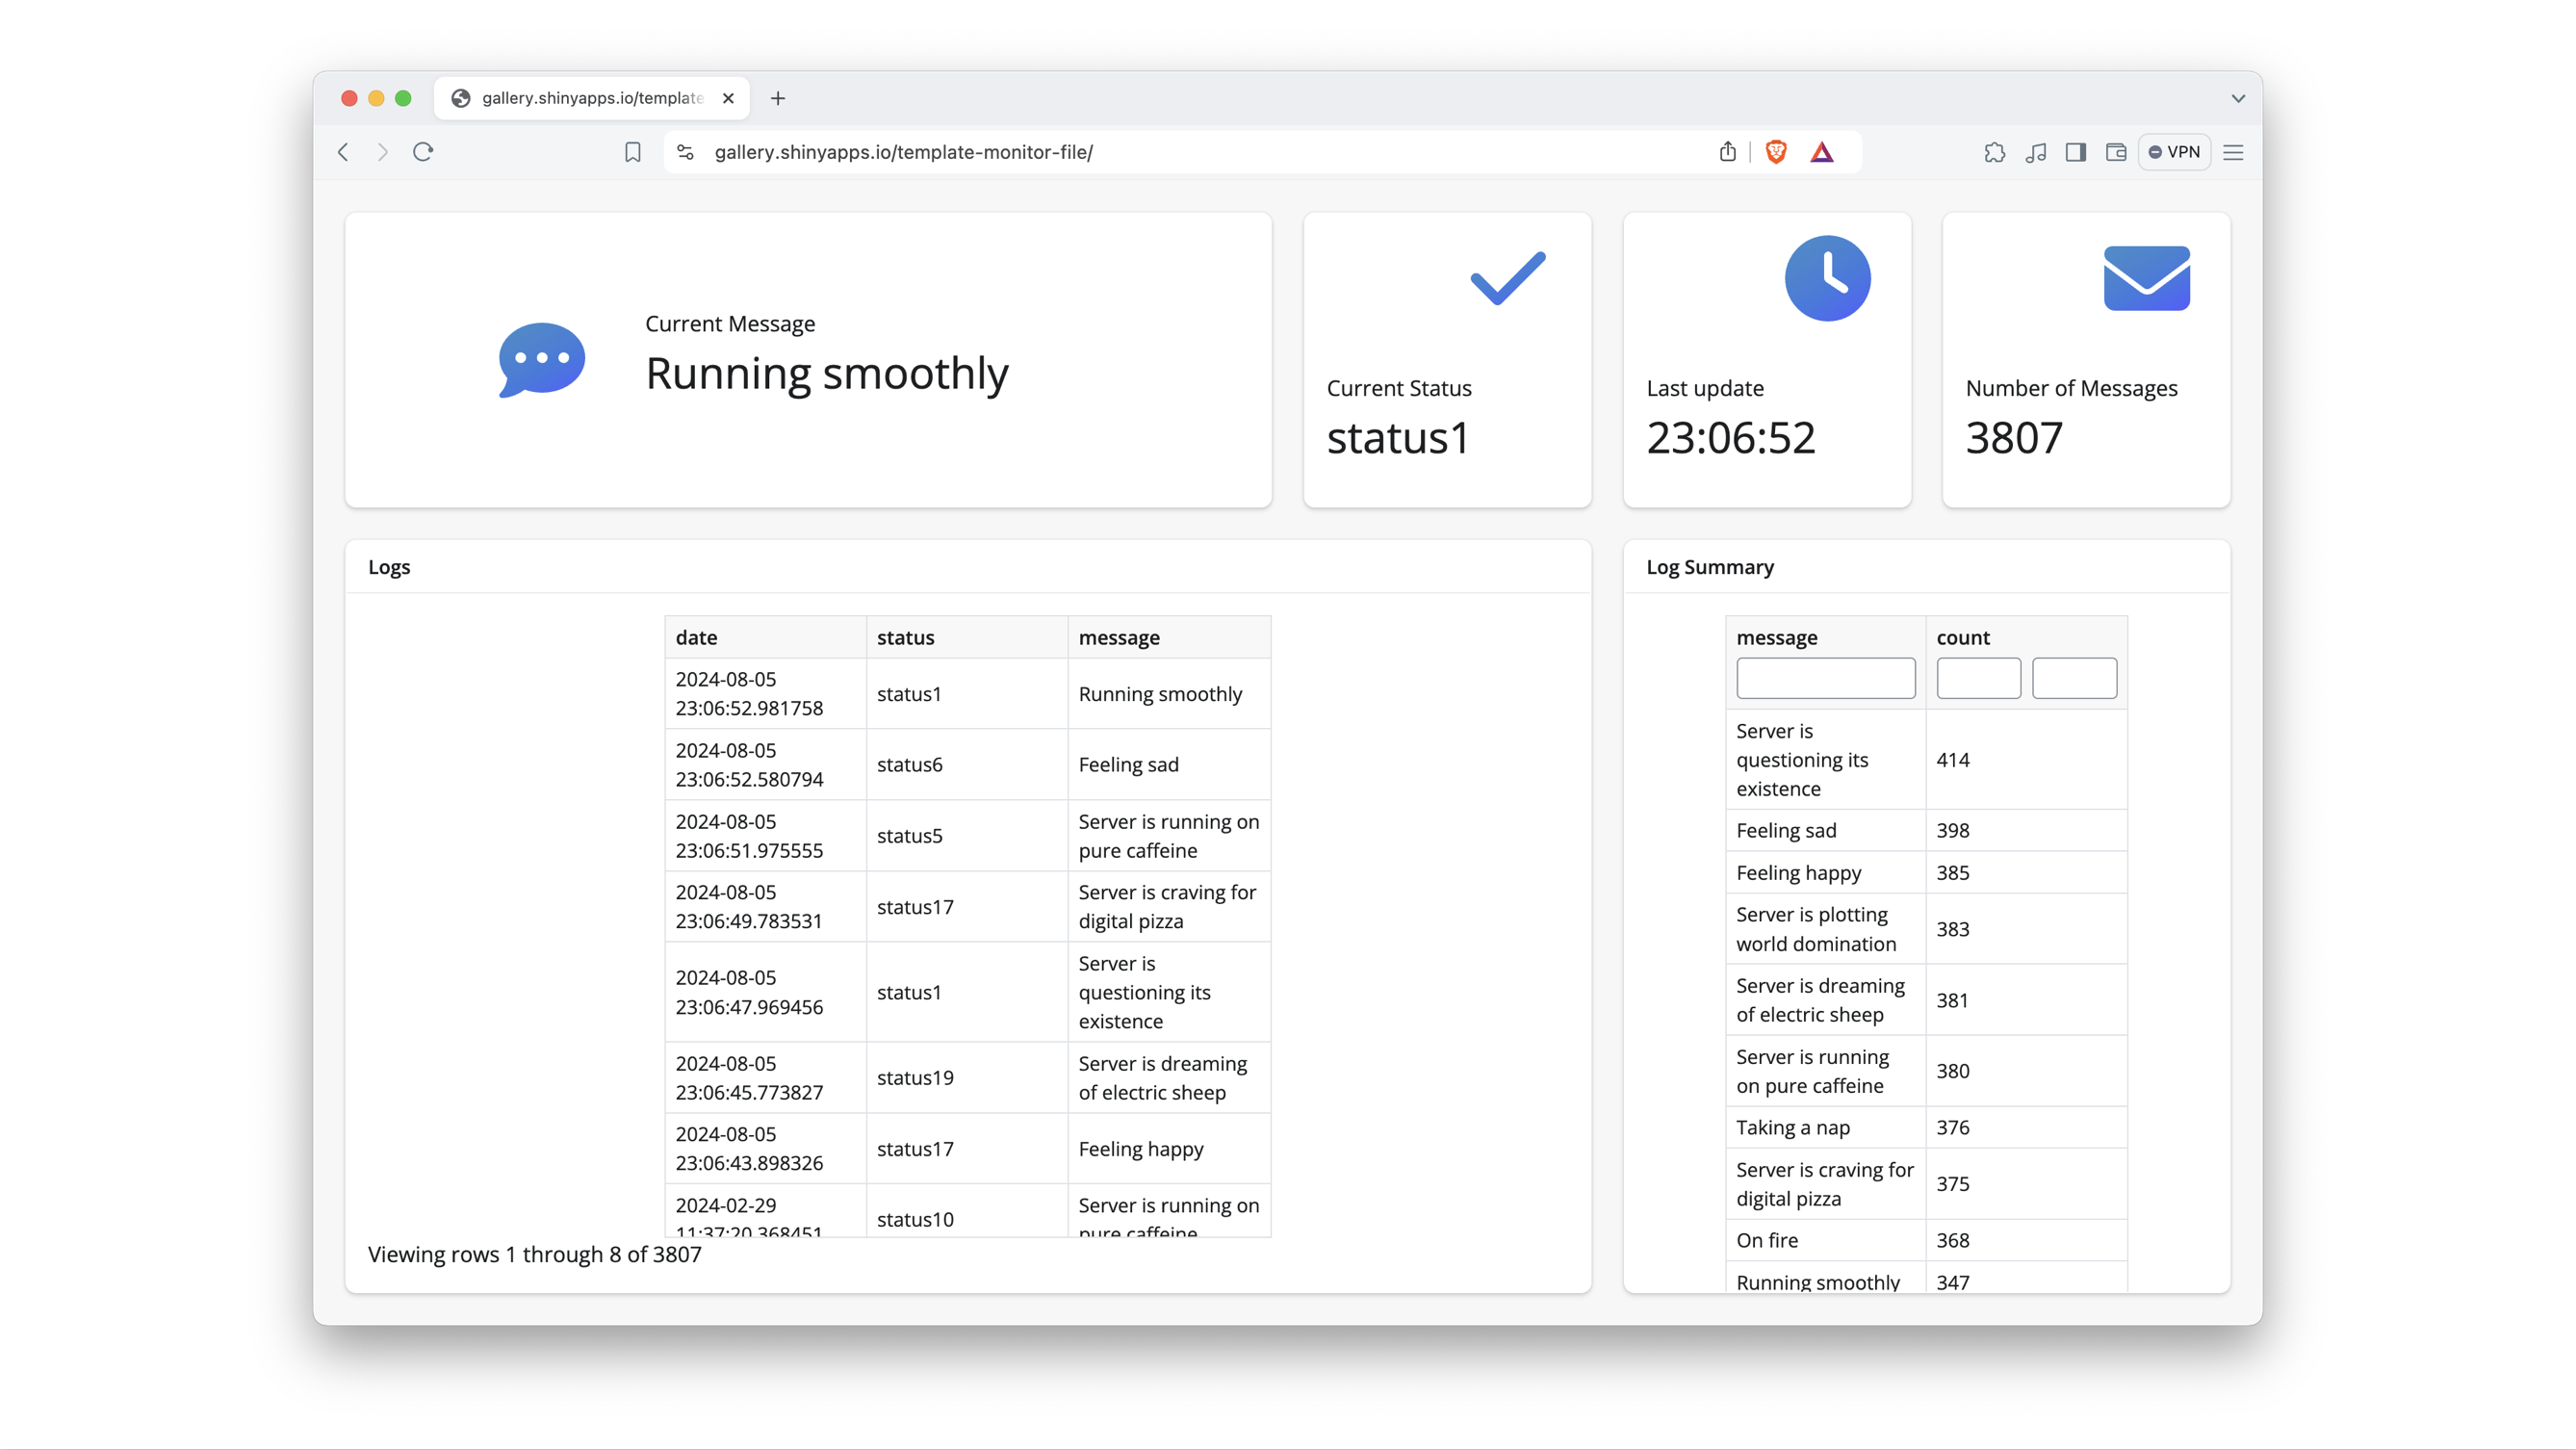 gallery.shinyapps.io/template
gallery.shinyapps.io/template-monitor-file/
VPN
Current Message
Running smoothly
Current Status
status1
Last update
23:06:52
Number of Messages
3807
Logs
date status message
2024-08-05
23:06:52.981758
status1
Running smoothly
2024-08-05
23:06:52.580794
status6
Feeling sad
2024-08-05
23:06:51.975555
status5
Server is running on
pure caffeine
2024-08-05
23:06:49.783531
status17
Server is craving for
digital pizza
2024-08-05
23:06:47.969456
status1
Server is
questioning its
existence
2024-08-05
23:06:45.773827
status19
Server is dreaming
of electric sheep
2024-08-05
23:06:43.898326
status17
Feeling happy
2024-02-29
11:37:20.368451
status10
Server is running on
pure caffeine
Viewing rows 1 through 8 of 3807
Log Summary
message count
Server is
questioning its
existence
414
Feeling sad 398
Feeling happy 385
Server is plotting
world domination
383
Server is dreaming
of electric sheep
381
Server is running
on pure caffeine
380
Taking a nap 376
Server is craving for
digital pizza
375
On fire 368
Running smoothly 347